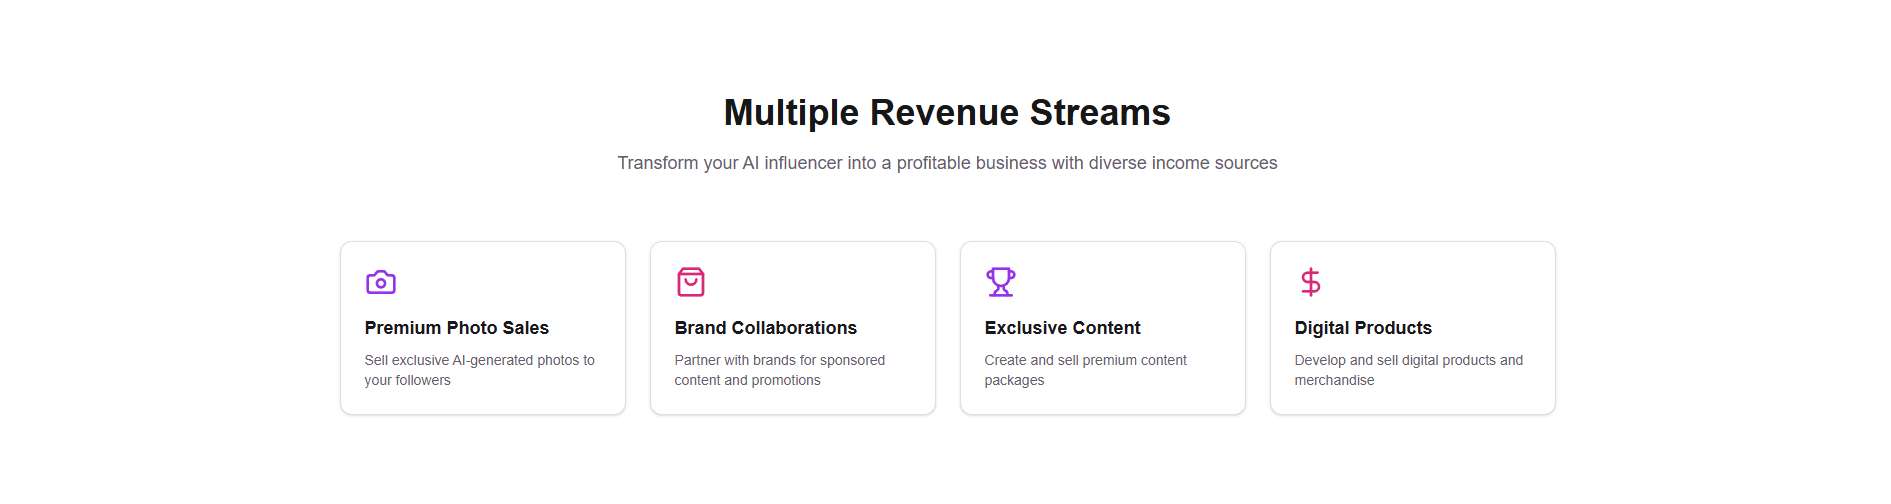 Multiple Revenue Streams
Transform your AI influencer into a profitable business with diverse income sources
Premium Photo Sales
Sell exclusive AI-generated photos to
your followers
Brand Collaborations
Partner with brands for sponsored
content and promotions
Exclusive Content
Create and sell premium content
packages
Digital Products
Develop and sell digital products and
merchandise